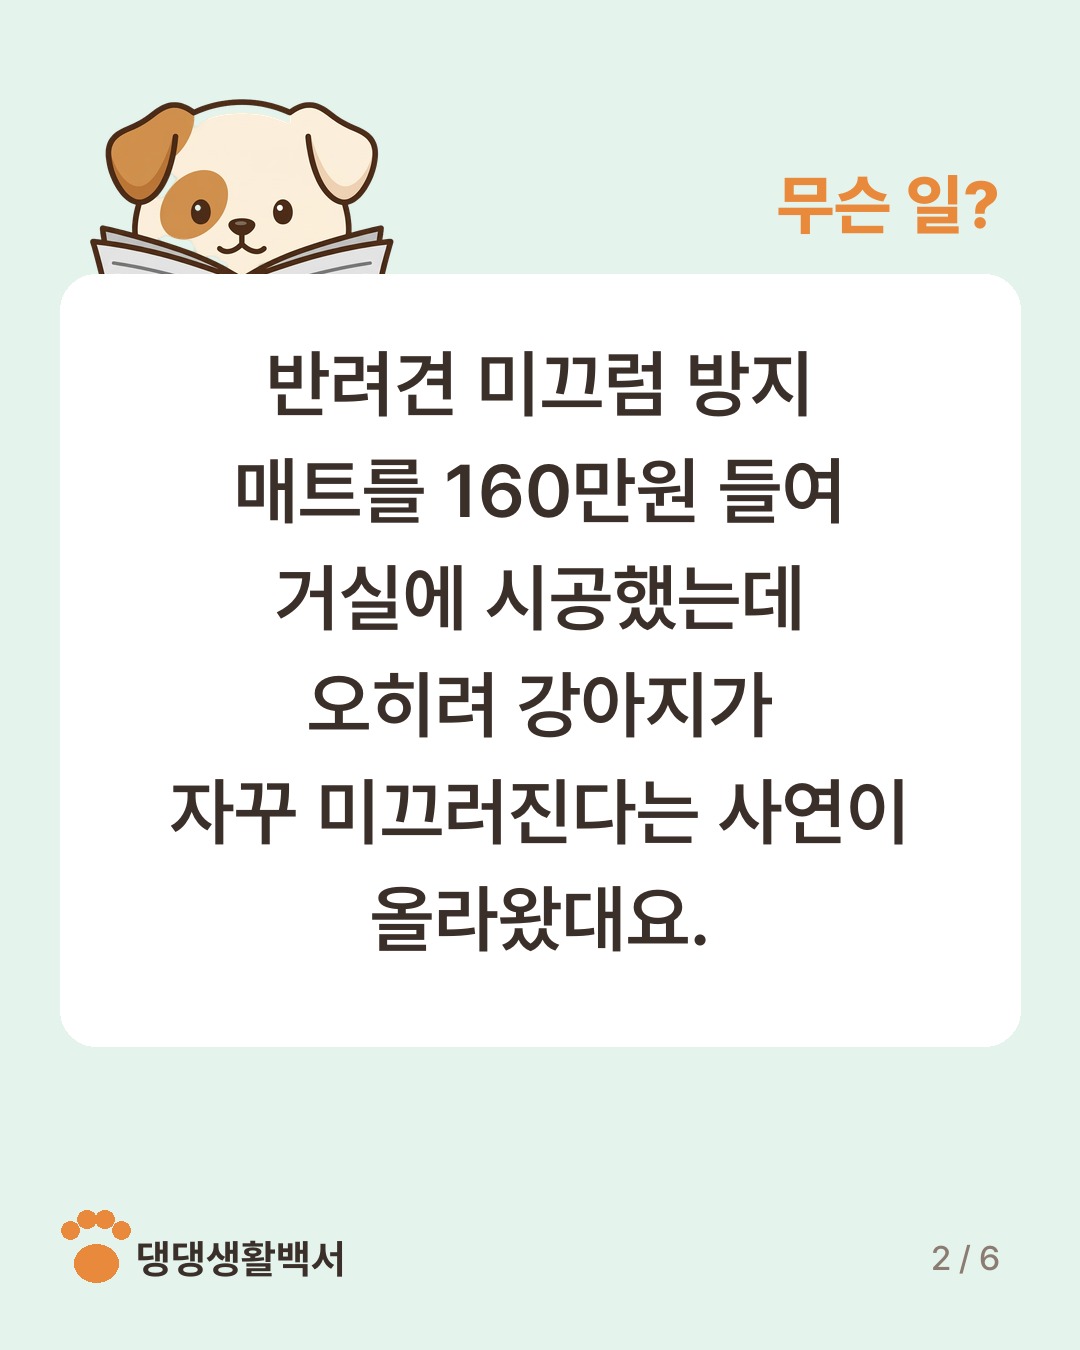 무슨 일?
반려견 미끄럼 방지
매트를 160만원 들여
거실에 시공했는데
오히려 강아지가
자꾸 미끄러진다는 사연이
올라왔대요.
댕댕생활백서
2 / 6